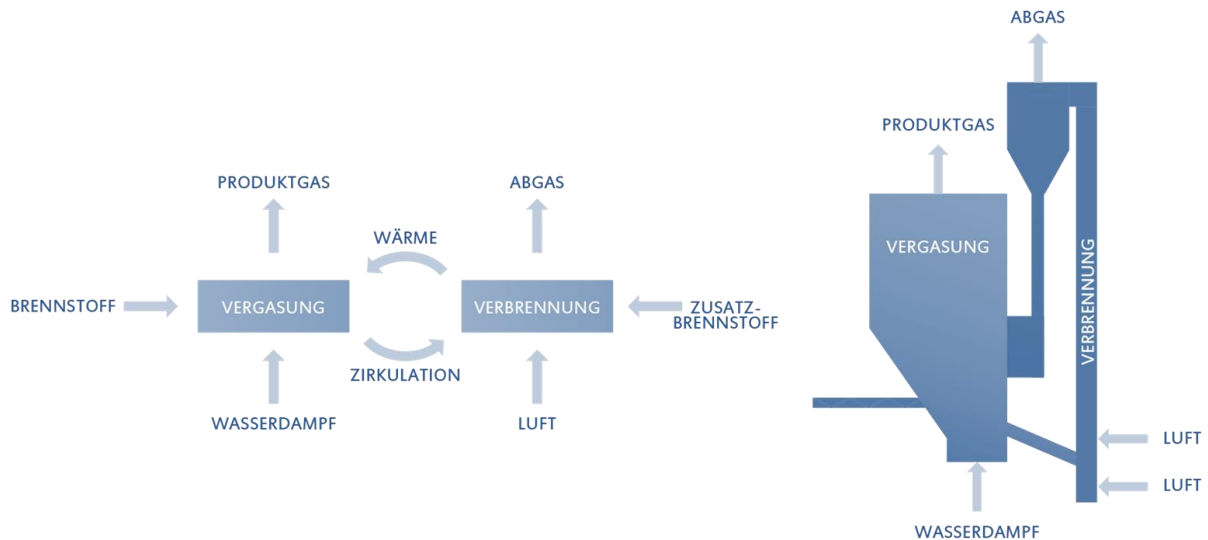 PRODUKTGAS
ABGAS
WÄRME
BRENNSTOFF
VERGASUNG
VERBRENNUNG
ZUSATZ-
BRENNSTOFF
ZIRKULATION
WASSERDAMPF
LUFT
ABGAS
PRODUKTGAS
VERGASUNG
VERBRENNUNG
LUFT
LUFT
WASSERDAMPF